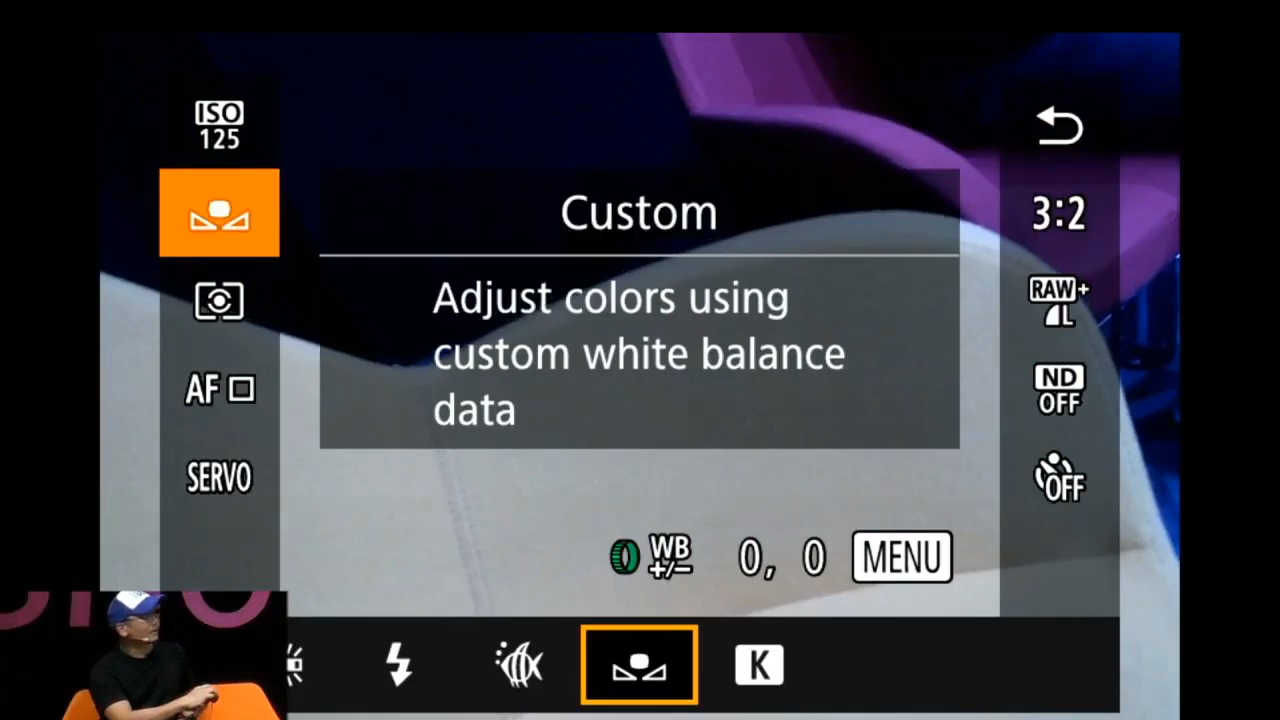 ISO
125
3:2
Custom
RAW+
L
Adjust colors using
custom white balance
data
AF
ND
OFF
SERVO
OFF
WB
+/−
0, 0
MENU
K